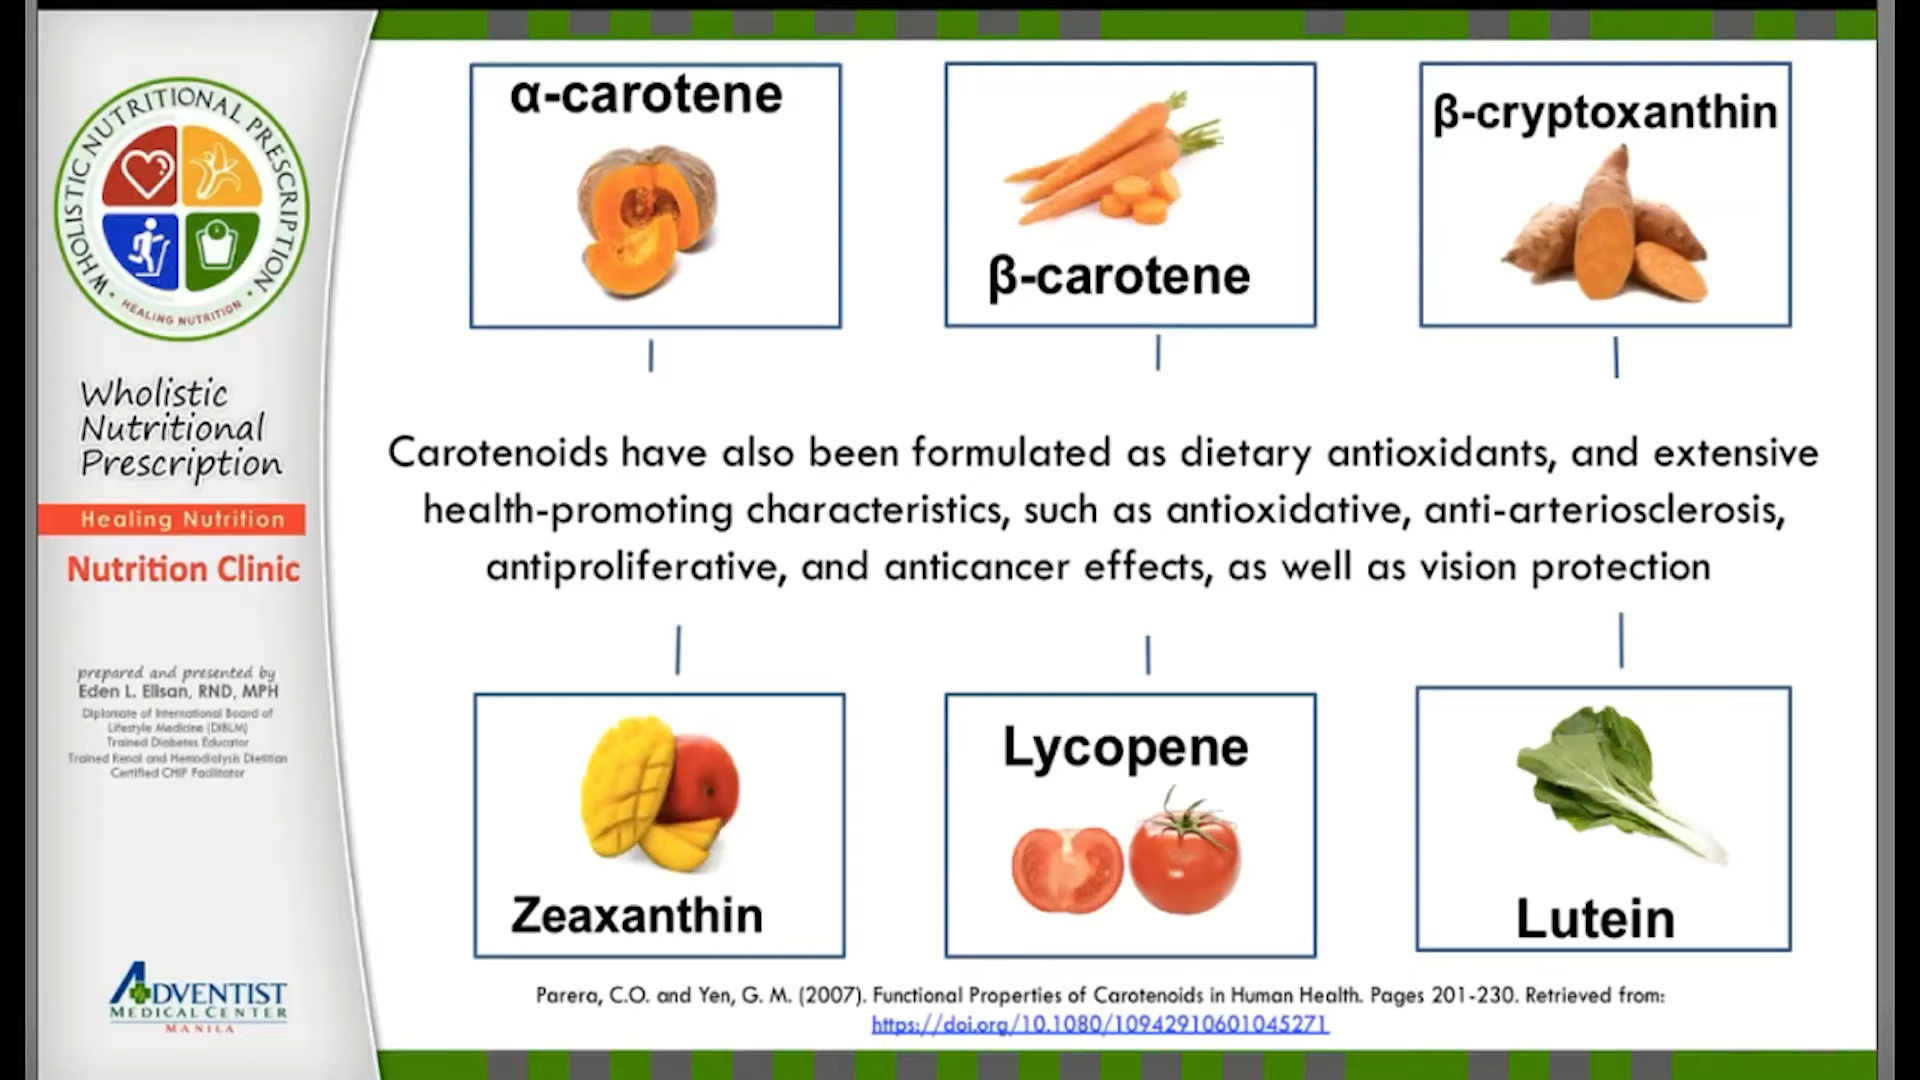 WHOLISTIC NUTRITIONAL PRESCRIPTION
HEALING NUTRITION
Wholistic
Nutritional
Prescription
Healing Nutrition
Nutrition Clinic
prepared and presented by
Eden L. Elisan, RND, MPH
Diplomate of International Board of
Lifestyle Medicine (DIBLM)
Trained Diabetes Educator
Trained Renal and Hemodialysis Dietitian
Certified CHIP Facilitator
ADVENTIST
MEDICAL CENTER
MANILA
α-carotene
β-carotene
β-cryptoxanthin
Carotenoids have also been formulated as dietary antioxidants, and extensive
health-promoting characteristics, such as antioxidative, anti-arteriosclerosis,
antiproliferative, and anticancer effects, as well as vision protection
Zeaxanthin
Lycopene
Lutein
Parera, C.O. and Yen, G. M. (2007). Functional Properties of Carotenoids in Human Health. Pages 201-230. Retrieved from:
https://doi.org/10.1080/10942910601045271